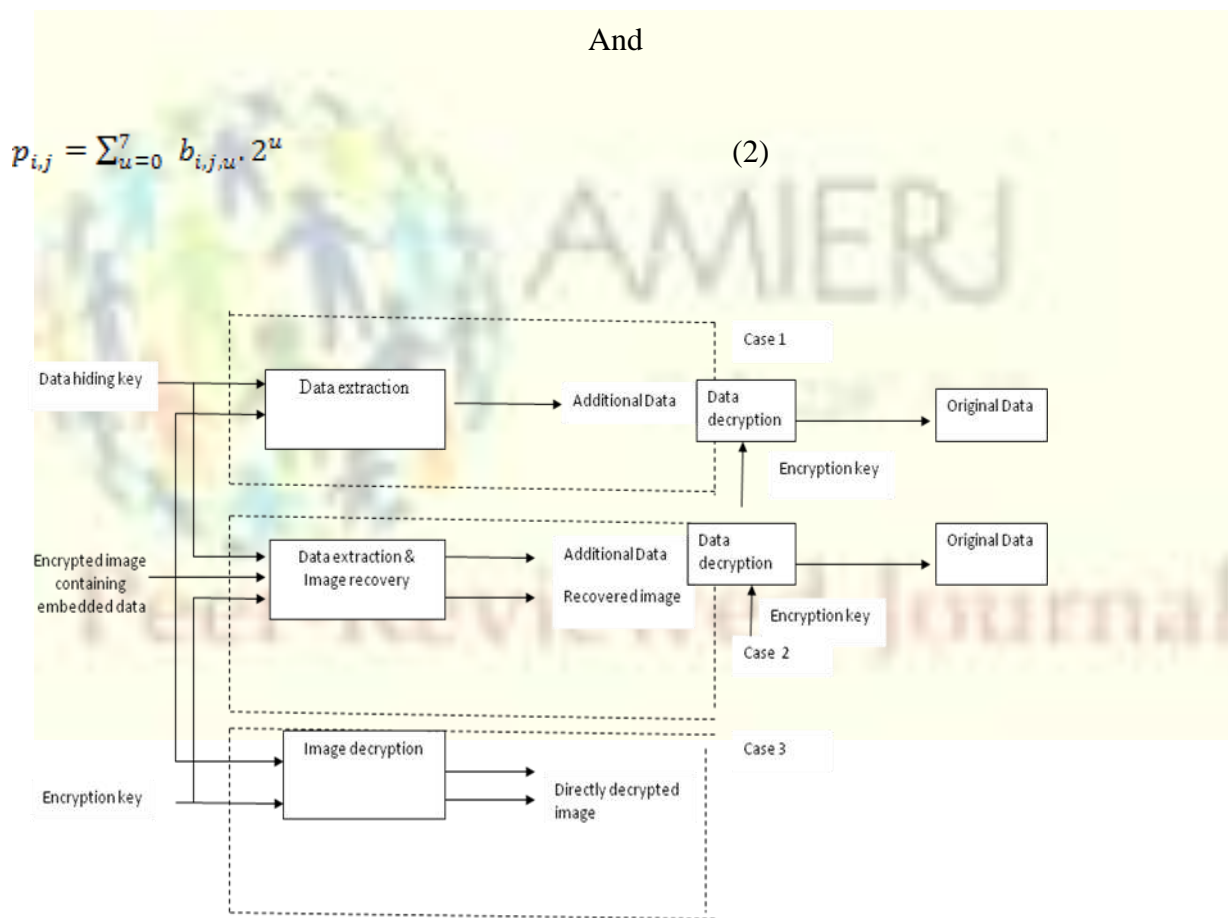 And
p_{i,j} = ∑_{u=0}^{7} b_{i,j,u}. 2^u (2)
AMIERJ
Case 1
Data hiding key
Data extraction
Additional Data
Data
decryption
Original Data
Encryption key
Encrypted image
containing
embedded data
Data extraction &
Image recovery
Additional Data
Recovered image
Data
decryption
Original Data
Encryption key
Case 2
Peer Reviewed Journal
Case 3
Image decryption
Encryption key
Directly decrypted
image